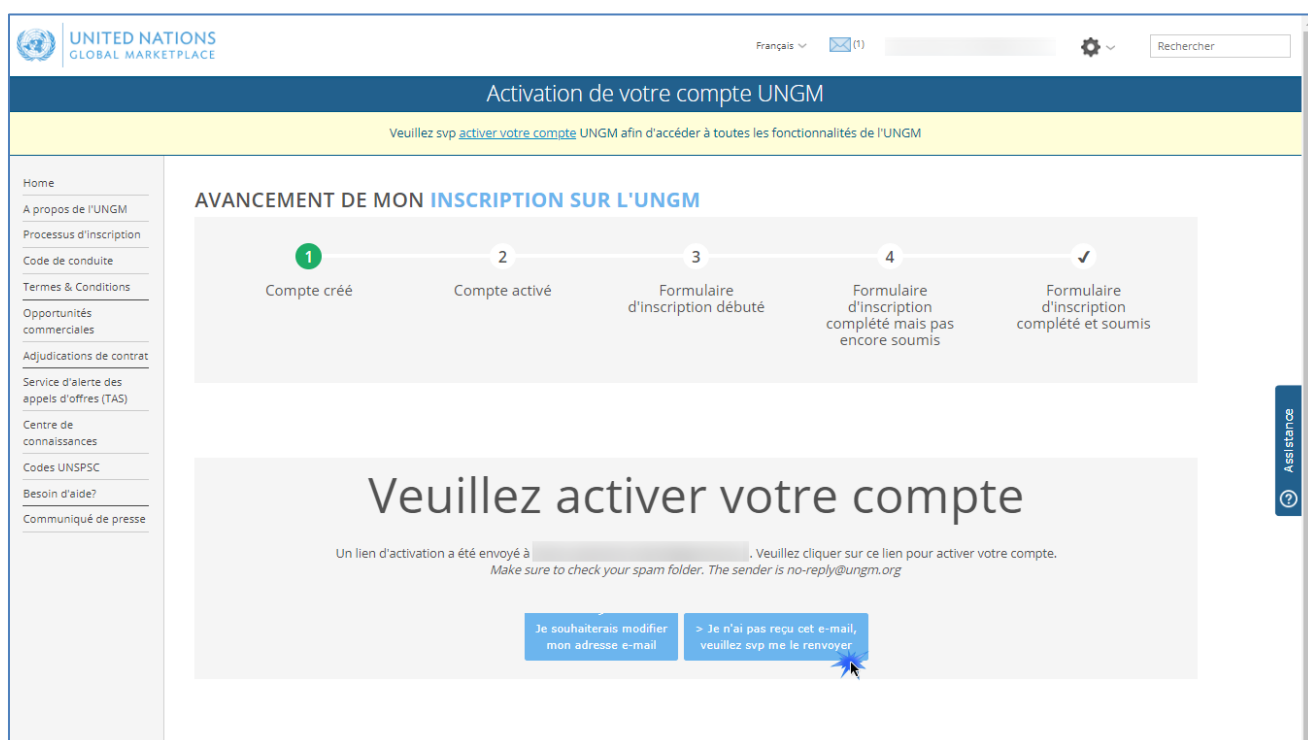 UNITED NATIONS
GLOBAL MARKETPLACE
Français
(1)
Rechercher
Activation de votre compte UNGM
Veuillez svp activer votre compte UNGM afin d'accéder à toutes les fonctionnalités de l'UNGM
Home
A propos de l'UNGM
Processus d'inscription
Code de conduite
Termes & Conditions
Opportunités
commerciales
Adjudications de contrat
Service d'alerte des
appels d'offres (TAS)
Centre de
connaissances
Codes UNSPSC
Besoin d'aide?
Communiqué de presse
AVANCEMENT DE MON INSCRIPTION SUR L'UNGM
1
Compte créé
2
Compte activé
3
Formulaire
d'inscription débuté
4
Formulaire
d'inscription
complété mais pas
encore soumis
✓
Formulaire
d'inscription
complété et soumis
Veuillez activer votre compte
Un lien d'activation a été envoyé à . Veuillez cliquer sur ce lien pour activer votre compte.
Make sure to check your spam folder. The sender is no-reply@ungm.org
Je souhaiterais modifier
mon adresse e-mail
> Je n'ai pas reçu cet e-mail,
veuillez svp me le renvoyer
Assistance